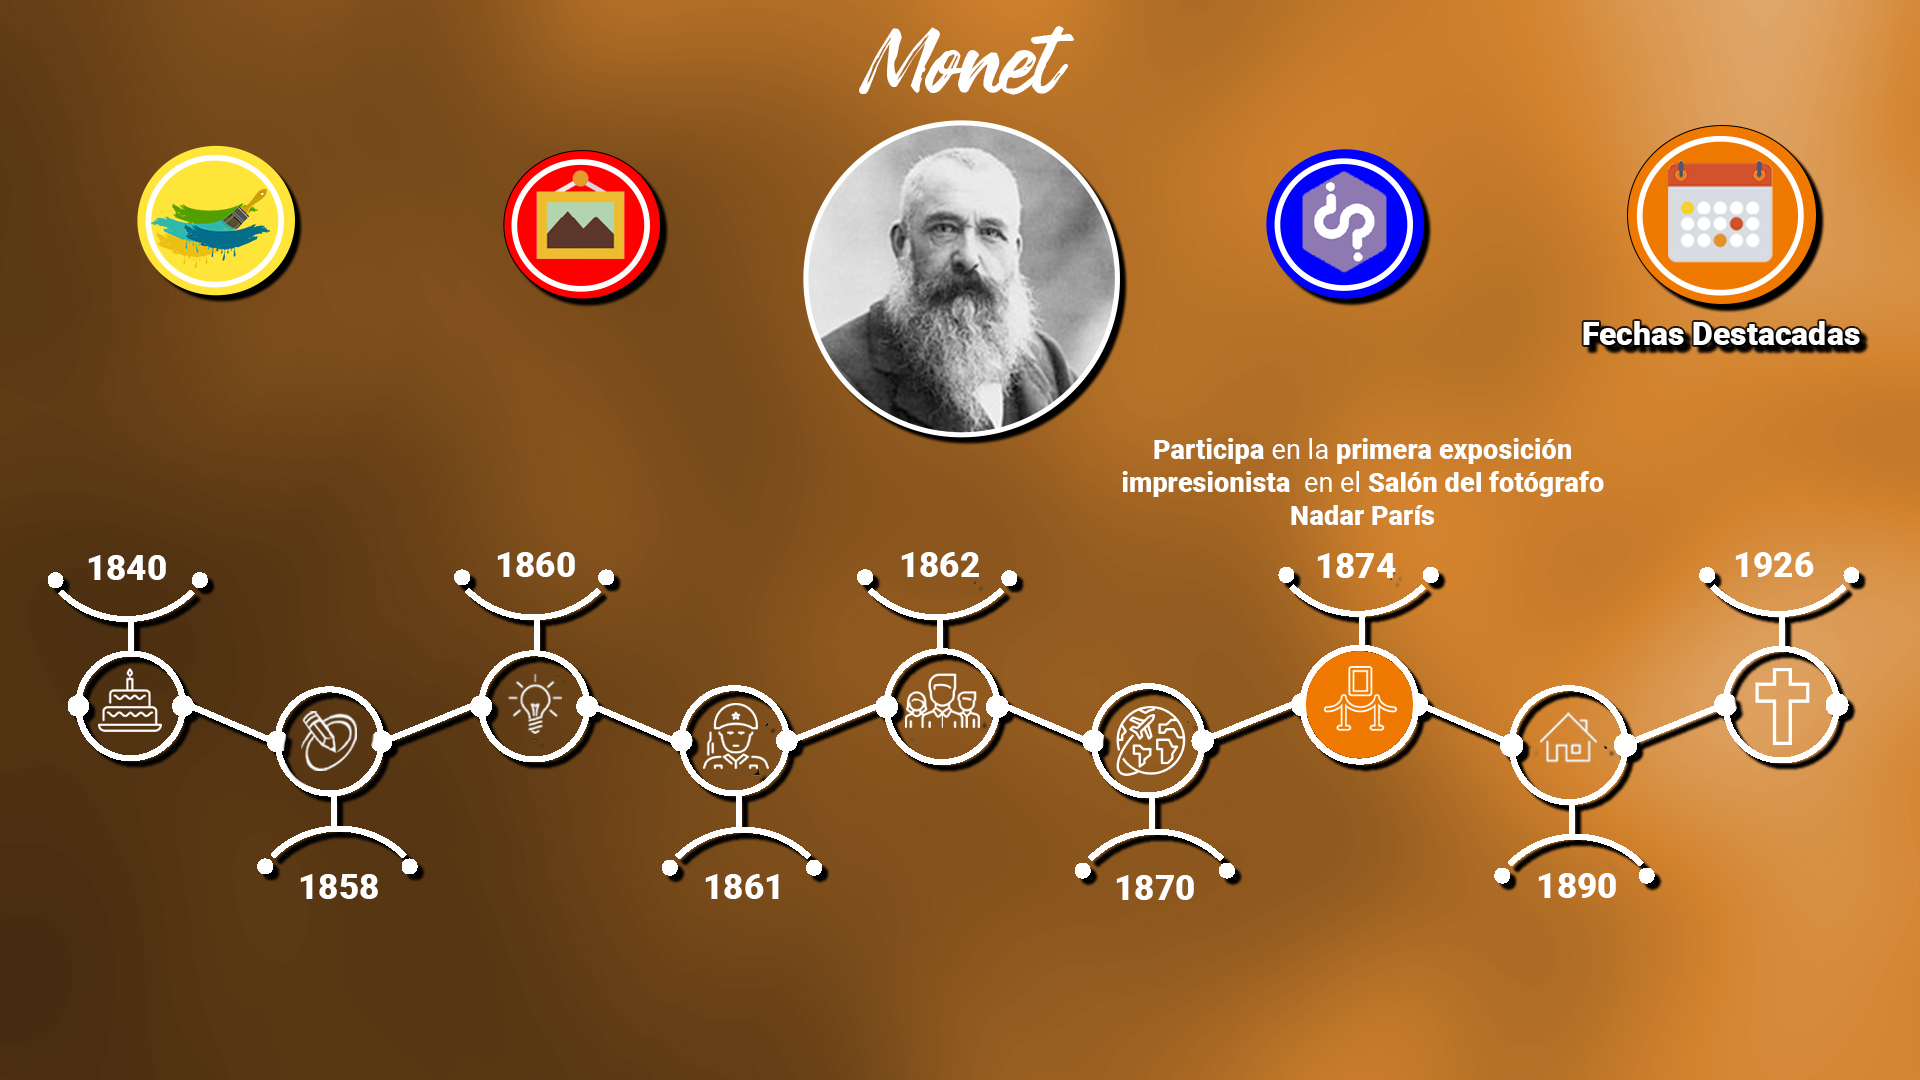 Monet
Fechas Destacadas
Participa en la primera exposición
impresionista en el Salón del fotógrafo
Nadar París
1840
1860
1862
1874
1926
1858
1861
1870
1890